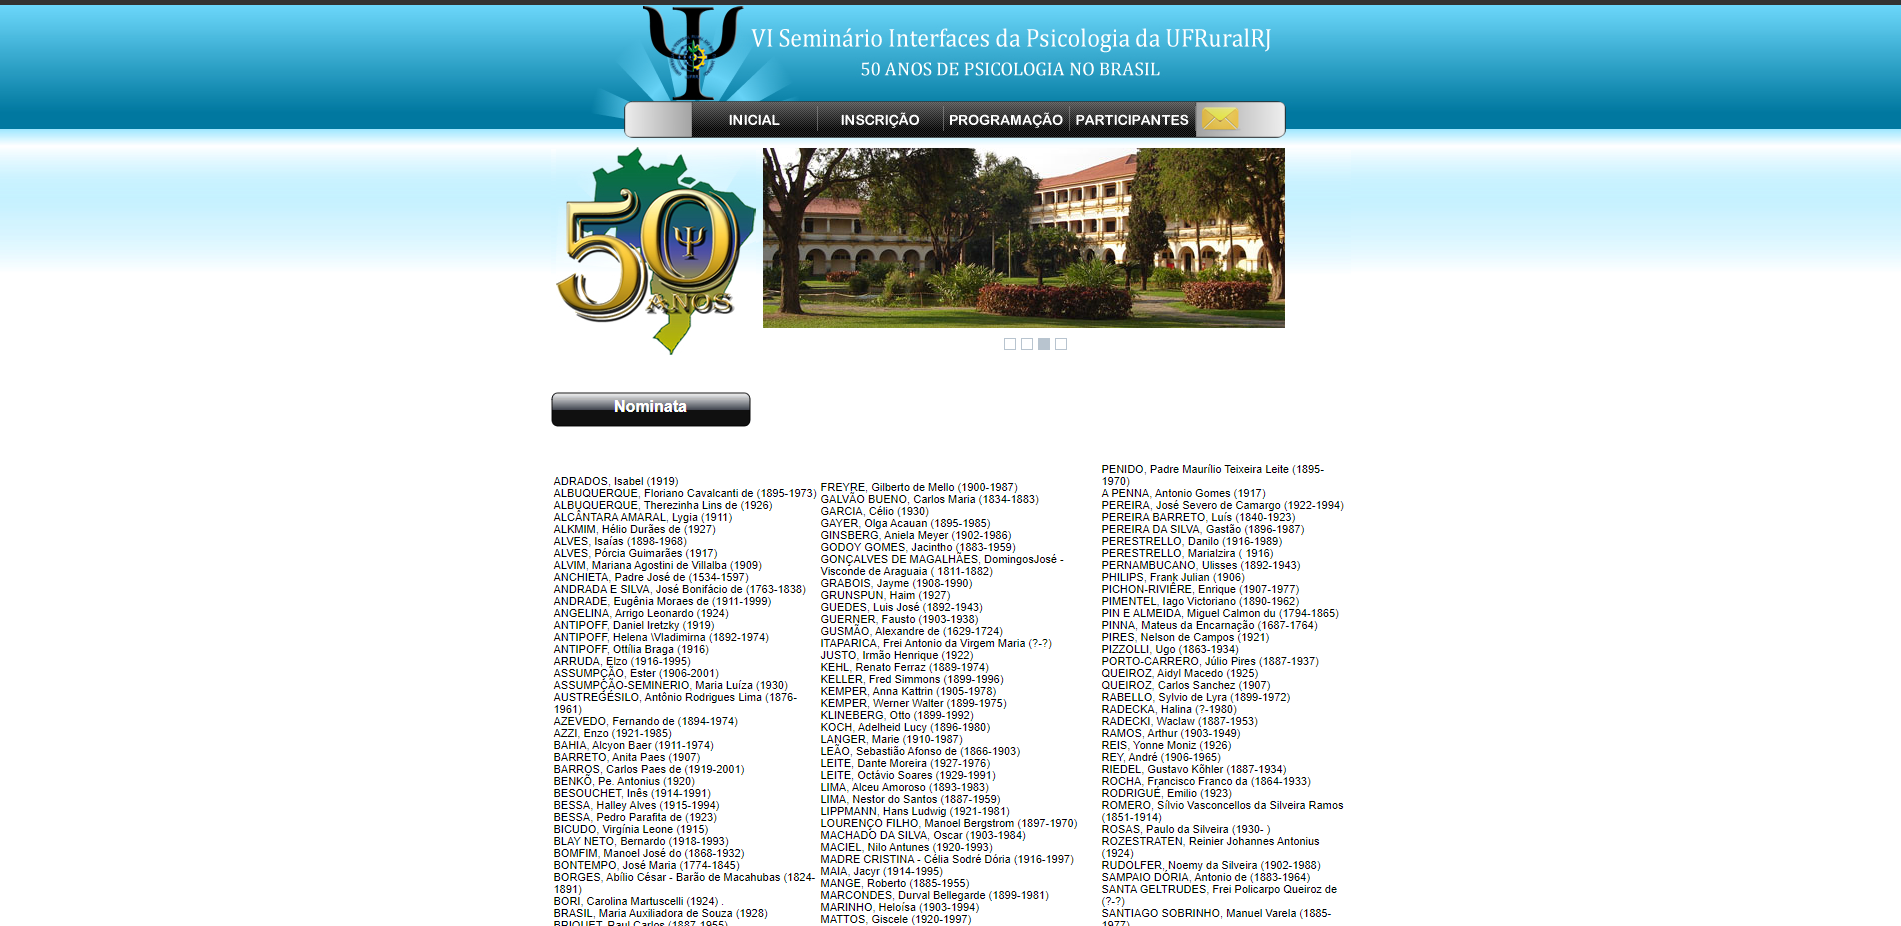 VI Seminário Interfaces da Psicologia da UFRuralRJ
50 ANOS DE PSICOLOGIA NO BRASIL
INICIAL
INSCRIÇÃO
PROGRAMAÇÃO
PARTICIPANTES
50
ANOS
Nominata
ADRADOS, Isabel (1919)
ALBUQUERQUE, Floriano Cavalcanti de (1895-1973)
ALBUQUERQUE, Therezinha Lins de (1926)
ALCÂNTARA AMARAL, Lygia (1911)
ALKMIM, Hélio Durães de (1927)
ALVES, Isaías (1898-1968)
ALVES, Pórcia Guimarães (1917)
ALVIM, Mariana Agostini de Villalba (1909)
ANCHIETA, Padre José de (1534-1597)
ANDRADA E SILVA, José Bonifácio de (1763-1838)
ANDRADE, Eugênia Moraes de (1911-1999)
ANGELINA, Arrigo Leonardo (1924)
ANTIPOFF, Daniel Iretzky (1919)
ANTIPOFF, Helena \Vladimirna (1892-1974)
ANTIPOFF, Ottília Braga (1916)
ARRUDA, Elzo (1916-1995)
ASSUMPÇÃO, Ester (1906-2001)
ASSUMPÇÃO-SEMINERIO, Maria Luíza (1930)
AUSTREGÉSILO, Antônio Rodrigues Lima (1876-
1961)
AZEVEDO, Fernando de (1894-1974)
AZZI, Enzo (1921-1985)
BAHIA, Alcyon Baer (1911-1974)
BARRETO, Anita Paes (1907)
BARROS, Carlos Paes de (1919-2001)
BENKÕ, Pe. Antonius (1920)
BESOUCHET, Inês (1914-1991)
BESSA, Halley Alves (1915-1994)
BESSA, Pedro Parafita de (1923)
BICUDO, Virgínia Leone (1915)
BLAY NETO, Bernardo (1918-1993)
BOMFIM, Manoel José do (1868-1932)
BONTEMPO, José Maria (1774-1845)
BORGES, Abílio César - Barão de Macahubas (1824-
1891)
BORI, Carolina Martuscelli (1924) .
BRASIL, Maria Auxiliadora de Souza (1928)
BRIQUET, Raul Carlos (1887-1955)
FREYRE, Gilberto de Mello (1900-1987)
GALVÃO BUENO, Carlos Maria (1834-1883)
GARCIA, Célio (1930)
GAYER, Olga Acauan (1895-1985)
GINSBERG, Aniela Meyer (1902-1986)
GODOY GOMES, Jacintho (1883-1959)
GONÇALVES DE MAGALHÃES, DomingosJosé -
Visconde de Araguaia ( 1811-1882)
GRABOIS, Jayme (1908-1990)
GRUNSPUN, Haim (1927)
GUEDES, Luis José (1892-1943)
GUERNER, Fausto (1903-1938)
GUSMÃO, Alexandre de (1629-1724)
ITAPARICA, Frei Antonio da Virgem Maria (?-?)
JUSTO, Irmão Henrique (1922)
KEHL, Renato Ferraz (1889-1974)
KELLER, Fred Simmons (1899-1996)
KEMPER, Anna Kattrin (1905-1978)
KEMPER, Werner Walter (1899-1975)
KLINEBERG, Otto (1899-1992)
KOCH, Adelheid Lucy (1896-1980)
LANGER, Marie (1910-1987)
LEÃO, Sebastião Afonso de (1866-1903)
LEITE, Dante Moreira (1927-1976)
LEITE, Octávio Soares (1929-1991)
LIMA, Alceu Amoroso (1893-1983)
LIMA, Nestor do Santos (1887-1959)
LIPPMANN, Hans Ludwig (1921-1981)
LOURENÇO FILHO, Manoel Bergstrom (1897-1970)
MACHADO DA SILVA, Oscar (1903-1984)
MACIEL, Nilo Antunes (1920-1993)
MADRE CRISTINA - Célia Sodré Dória (1916-1997)
MAIA, Jacyr (1914-1995)
MANGE, Roberto (1885-1955)
MARCONDES, Durval Bellegarde (1899-1981)
MARINHO, Heloísa (1903-1994)
MATTOS, Giscele (1920-1997)
PENIDO, Padre Maurílio Teixeira Leite (1895-
1970)
A PENNA, Antonio Gomes (1917)
PEREIRA, José Severo de Camargo (1922-1994)
PEREIRA BARRETO, Luís (1840-1923)
PEREIRA DA SILVA, Gastão (1896-1987)
PERESTRELLO, Danilo (1916-1989)
PERESTRELLO, Marialzira ( 1916)
PERNAMBUCANO, Ulisses (1892-1943)
PHILIPS, Frank Julian (1906)
PICHON-RIVIÈRE, Enrique (1907-1977)
PIMENTEL, Iago Victoriano (1890-1962)
PIN E ALMEIDA, Miguel Calmon du (1794-1865)
PINNA, Mateus da Encarnação (1687-1764)
PIRES, Nelson de Campos (1921)
PIZZOLLI, Ugo (1863-1934)
PORTO-CARRERO, Júlio Pires (1887-1937)
QUEIROZ, Aidyl Macedo (1925)
QUEIROZ, Carlos Sanchez (1907)
RABELLO, Sylvio de Lyra (1899-1972)
RADECKA, Halina (?-1980)
RADECKI, Waclaw (1887-1953)
RAMOS, Arthur (1903-1949)
REIS, Yonne Moniz (1926)
REY, André (1906-1965)
RIEDEL, Gustavo Kõhler (1887-1934)
ROCHA, Francisco Franco da (1864-1933)
RODRIGUÉ, Emilio (1923)
ROMERO, Sílvio Vasconcellos da Silveira Ramos
(1851-1914)
ROSAS, Paulo da Silveira (1930- )
ROZESTRATEN, Reinier Johannes Antonius
(1924)
RUDOLFER, Noemy da Silveira (1902-1988)
SAMPAIO DÓRIA, Antonio de (1883-1964)
SANTA GELTRUDES, Frei Policarpo Queiroz de
(?-?)
SANTIAGO SOBRINHO, Manuel Varela (1885-
1977)